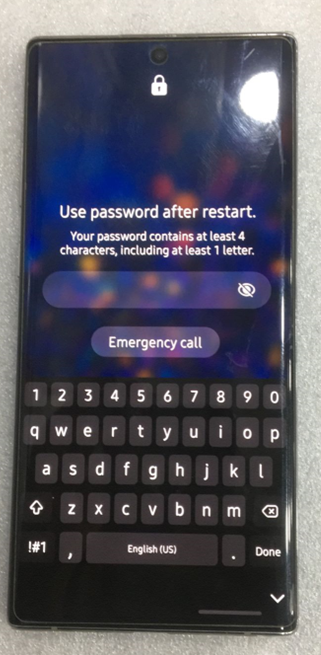 Use password after restart.
Your password contains at least 4
characters, including at least 1 letter.
Emergency call
1 2 3 4 5 6 7 8 9 0
q w e r t y u i o p
a s d f g h j k l
z x c v b n m
!#1 , English (US) . Done